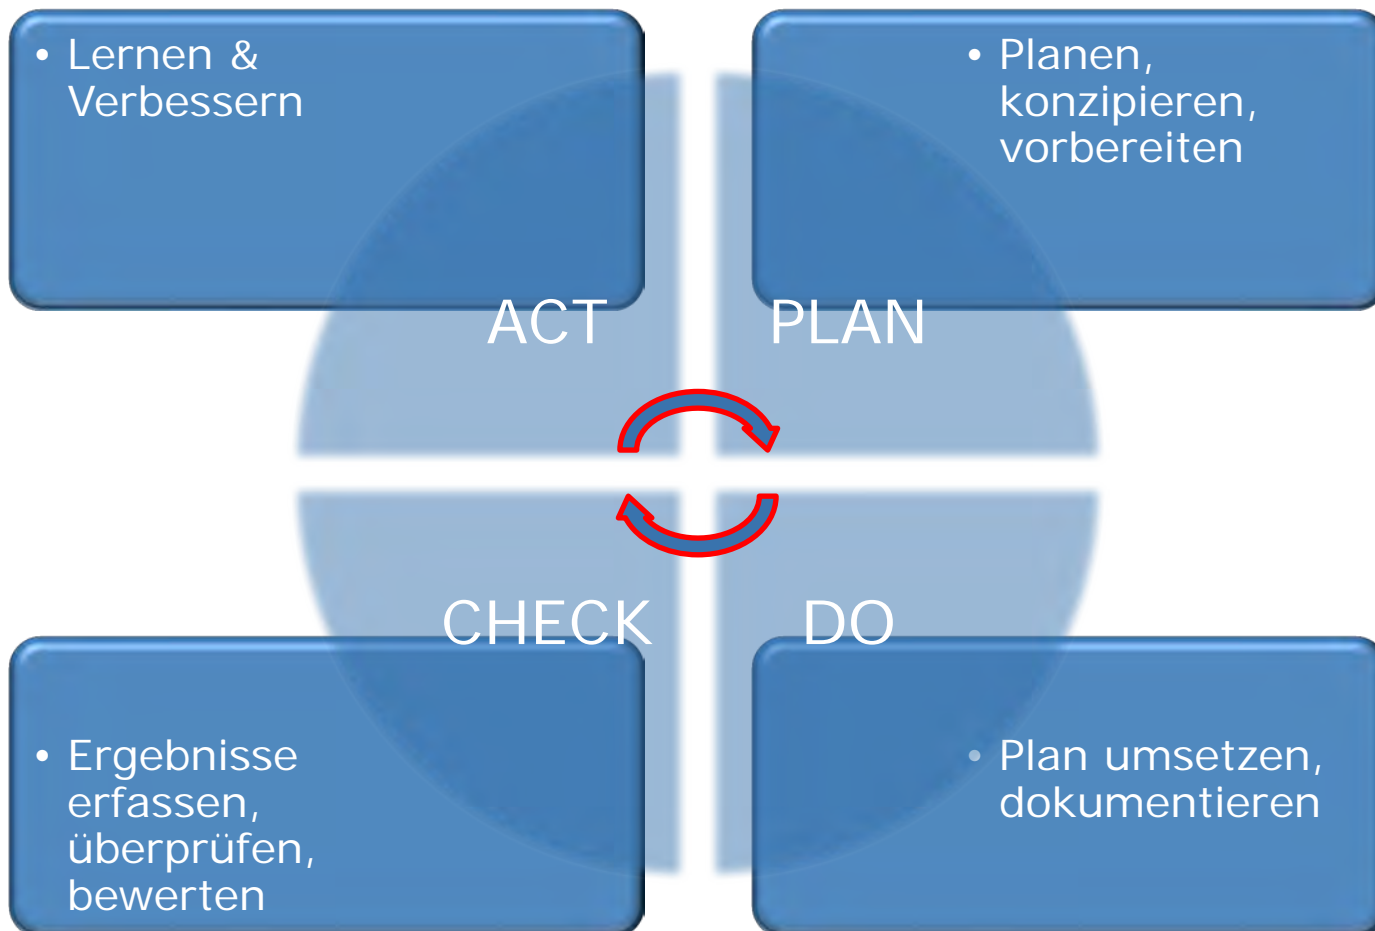 • Lernen &
Verbessern
• Planen,
konzipieren,
vorbereiten
ACT
PLAN
CHECK
DO
• Ergebnisse
erfassen,
überprüfen,
bewerten
• Plan umsetzen,
dokumentieren